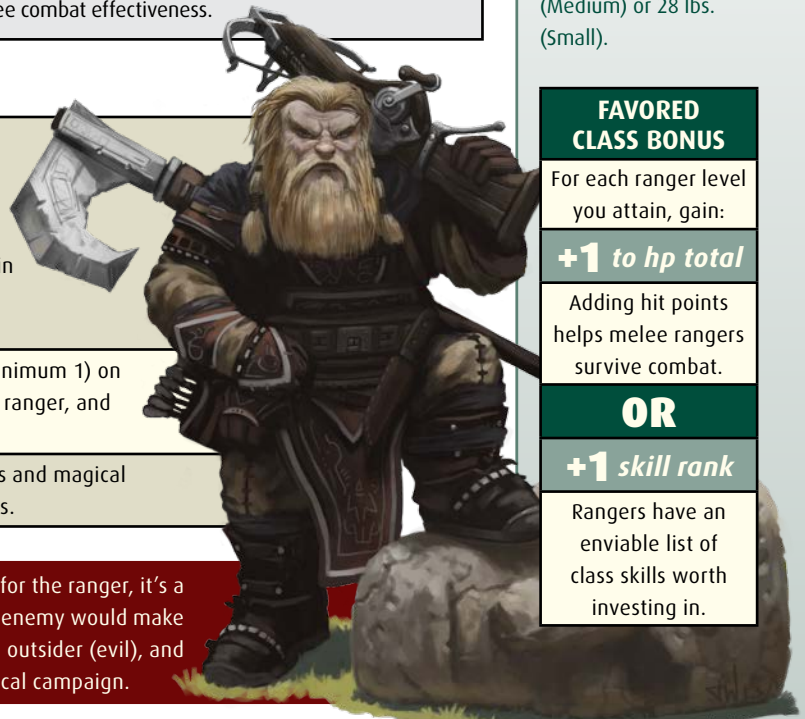 ee combat effectiveness.
in
nimum 1) on
ranger, and
s and magical
s.
for the ranger, it's a
enemy would make
outsider (evil), and
cal campaign.
(Medium) or 28 lbs.
(Small).
FAVORED
CLASS BONUS
For each ranger level
you attain, gain:
+1 to hp total
Adding hit points
helps melee rangers
survive combat.
OR
+1 skill rank
Rangers have an
enviable list of
class skills worth
investing in.